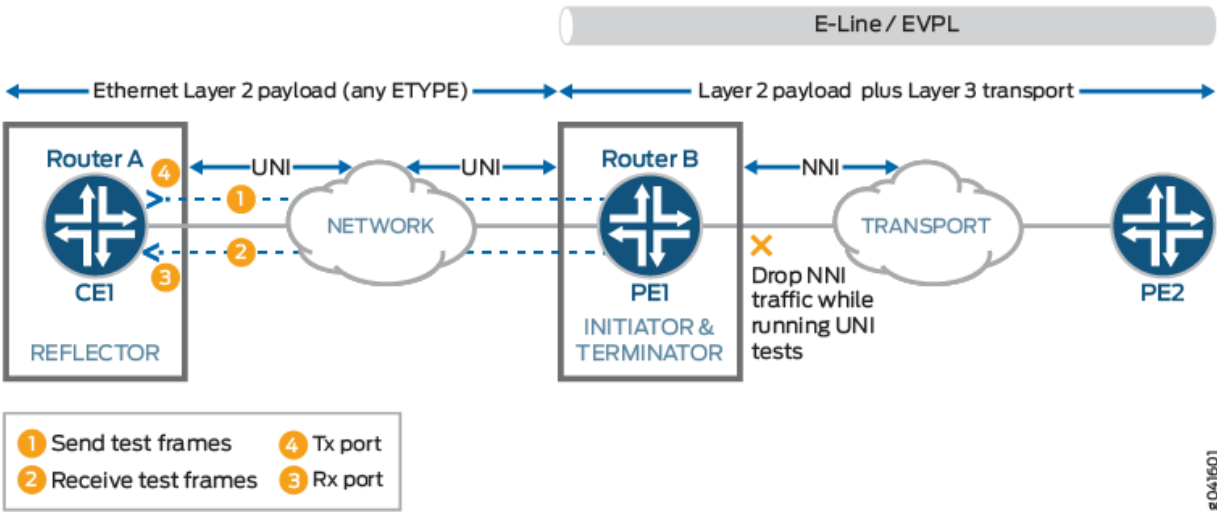 E-Line / EVPL
Ethernet Layer 2 payload (any ETYPE)
Layer 2 payload plus Layer 3 transport
Router A
4
UNI
UNI
Router B
NNI
1
NETWORK
TRANSPORT
2
3
CE1
PE1
Drop NNI
traffic while
running UNI
tests
PE2
REFLECTOR
INITIATOR &
TERMINATOR
1 Send test frames
4 Tx port
2 Receive test frames
3 Rx port
g041601